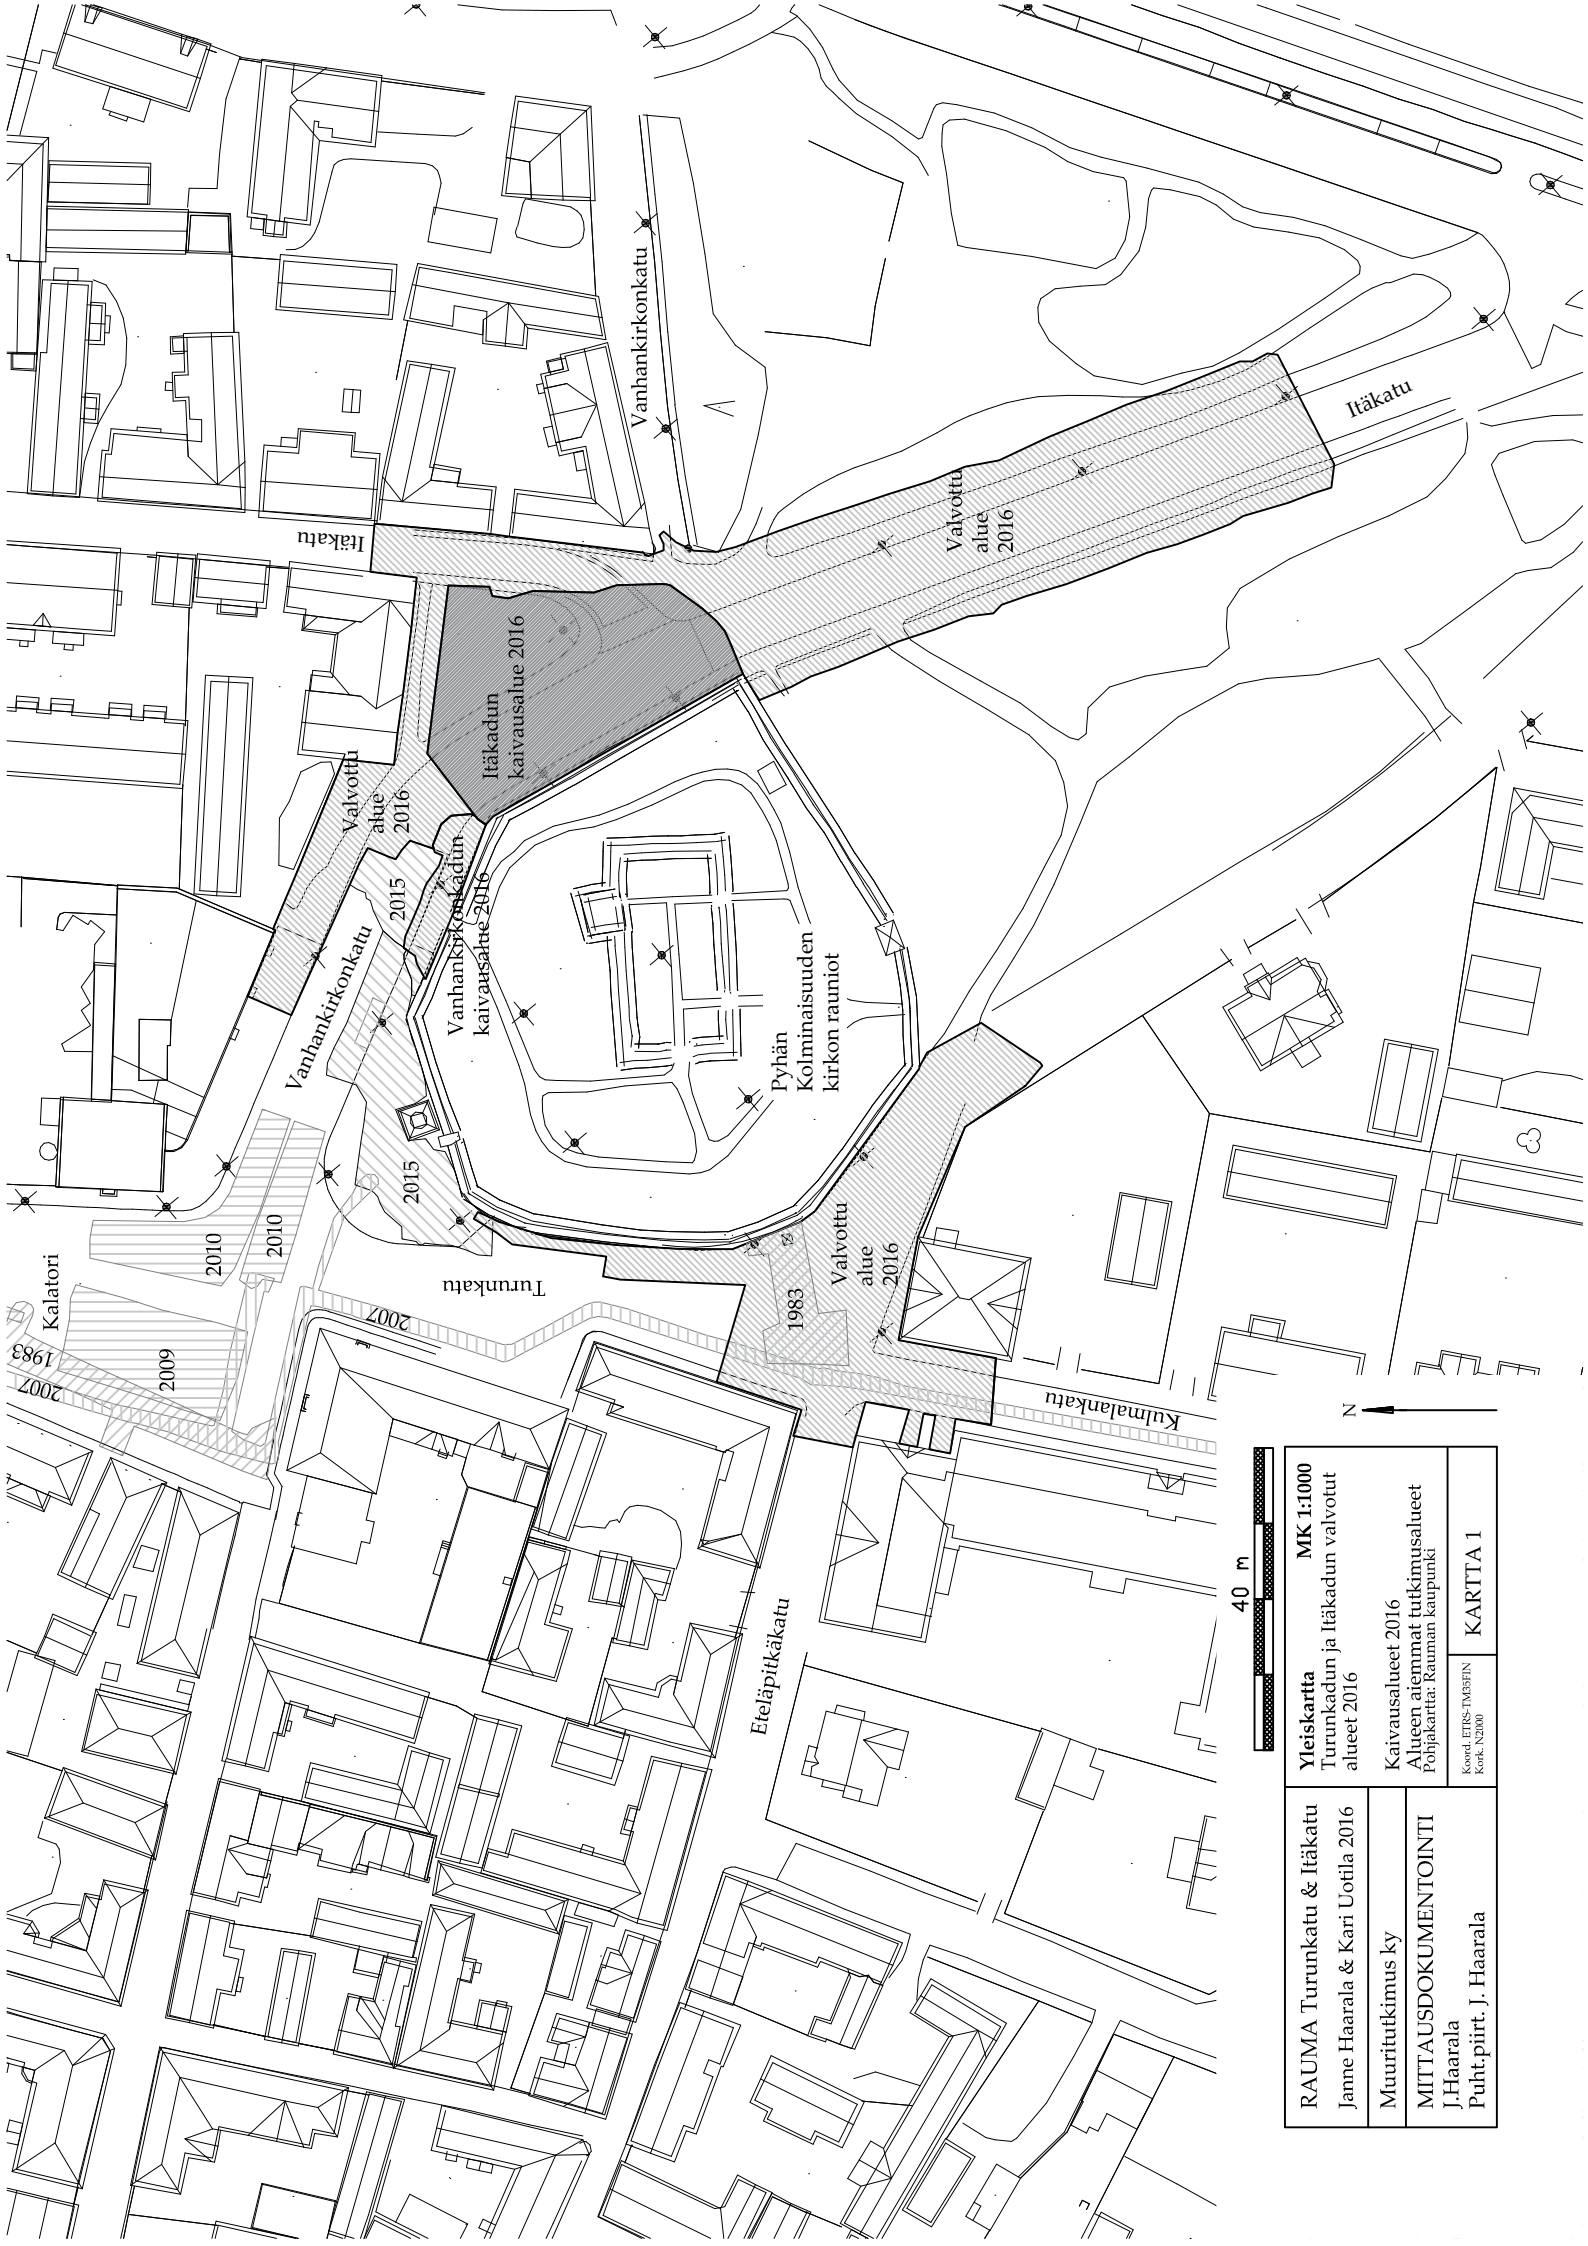 Kalatori
1983
2007
2009
2010
2010
2007
Turunkatu
2015
2015
Vanhankirkonkatu
Vanhankirkonkadun
kaivausalue 2016
Valvottu
alue
2016
Itäkatu
Itäkadun
kaivausalue 2016
Vanhankirkonkatu
Valvottu
alue
2016
Itäkatu
Pyhän
Kolminaisuuden
kirkon rauniot
Valvottu
alue
2016
1983
Kulmalankatu
Eteläpitkäkatu
N
40 m
RAUMA Turunkatu & Itäkatu
Janne Haarala & Kari Uotila 2016
Muuritutkimus ky
MITTAUSDOKUMENTOINTI
J.Haarala
Puht.piirt. J. Haarala
Yleiskartta MK 1:1000
Turunkadun ja Itäkadun valvotut
alueet 2016
Kaivausalueet 2016
Alueen aiemmat tutkimusalueet
Pohjakartta: Rauman kaupunki
Koord. ETRS-TM35FIN
Kork. N2000
KARTTA 1